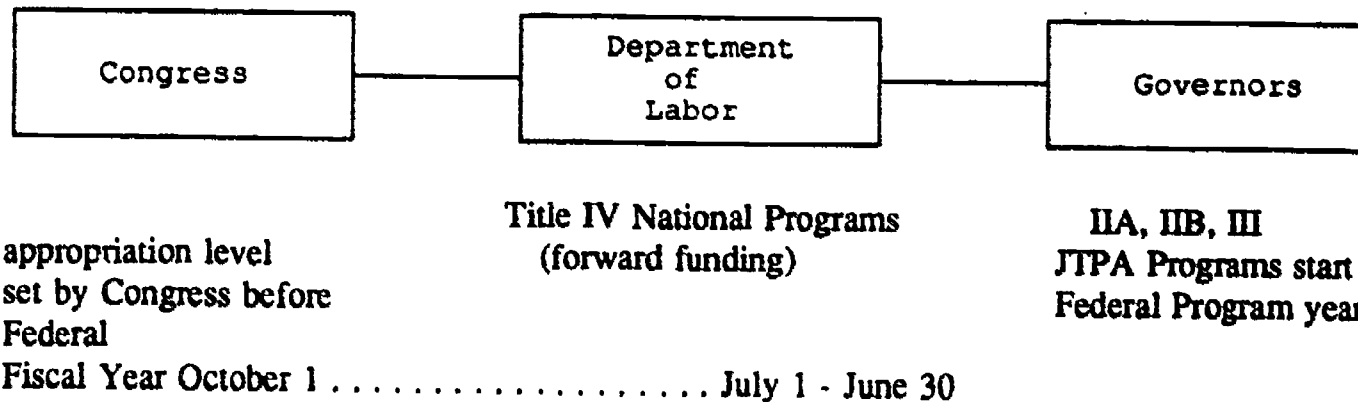 Congress
Department
of
Labor
Governors
appropriation level
set by Congress before
Federal
Fiscal Year October 1 . . . . . . . . . . . . . . . . . . . July 1 - June 30
Title IV National Programs
(forward funding)
IIA, IIB, III
JTPA Programs start
Federal Program year